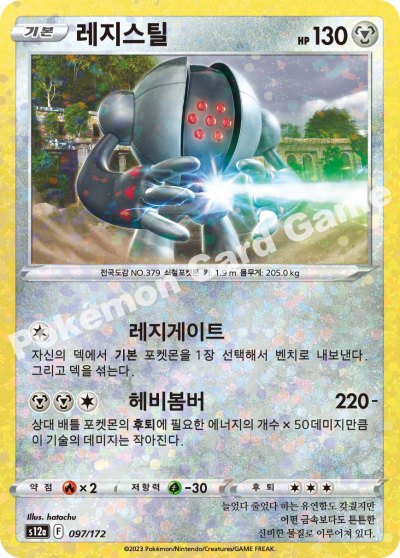 기본 레지스틸 HP 130
전국도감 NO.379 쇠철포켓몬 키 1.9 m 몸무게: 205.0 kg
레지게이트
자신의 덱에서 기본 포켓몬을 1장 선택해서 벤치로 내보낸다.
그리고 덱을 섞는다.
헤비봄버 220-
상대 배틀 포켓몬의 후퇴에 필요한 에너지의 개수 × 50데미지만큼
이 기술의 데미지는 작아진다.
약점 ×2 저항력 -30 후퇴
Illus. hatachu
늘었다 줄었다 하는 유연함도 갖췄지만
s12a F 097/172
어떤 금속보다도 튼튼한
신비한 물질로 이루어져 있다.
©2023 Pokémon/Nintendo/Creatures/GAME FREAK.
Pokémon Card Game